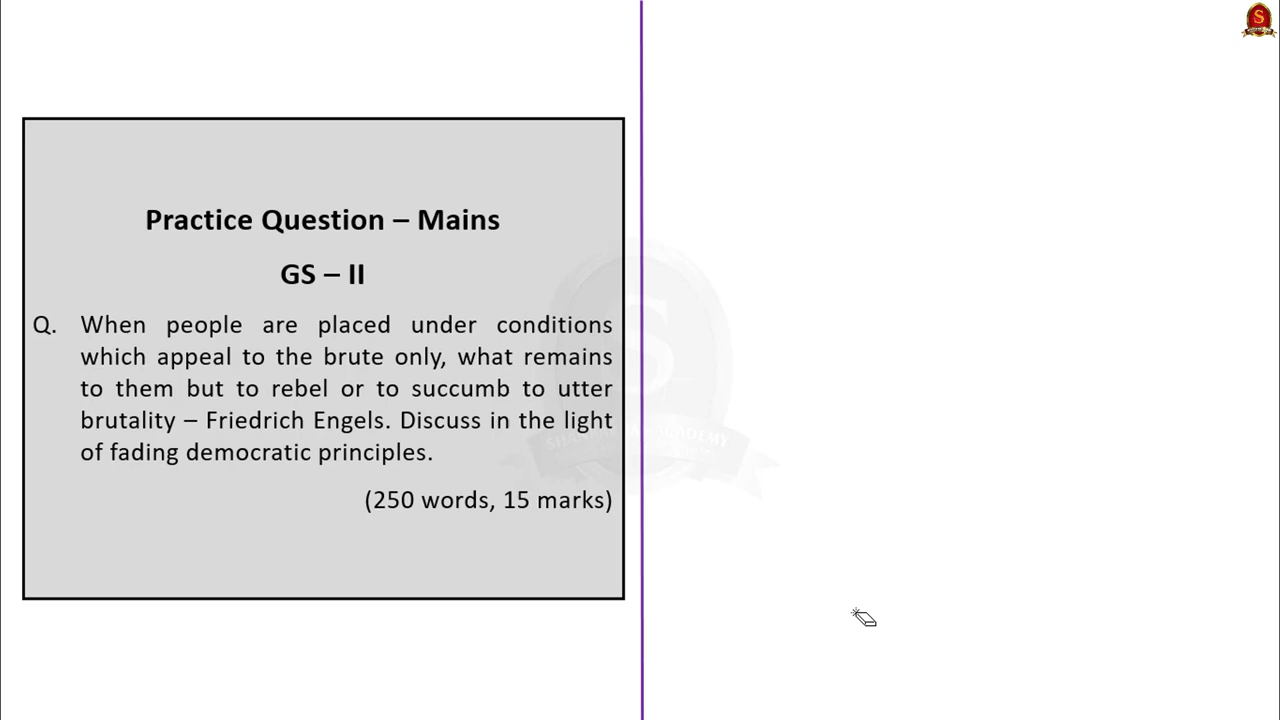 Practice Question – Mains
GS – II
Q. When people are placed under conditions
which appeal to the brute only, what remains
to them but to rebel or to succumb to utter
brutality – Friedrich Engels. Discuss in the light
of fading democratic principles.
(250 words, 15 marks)
S